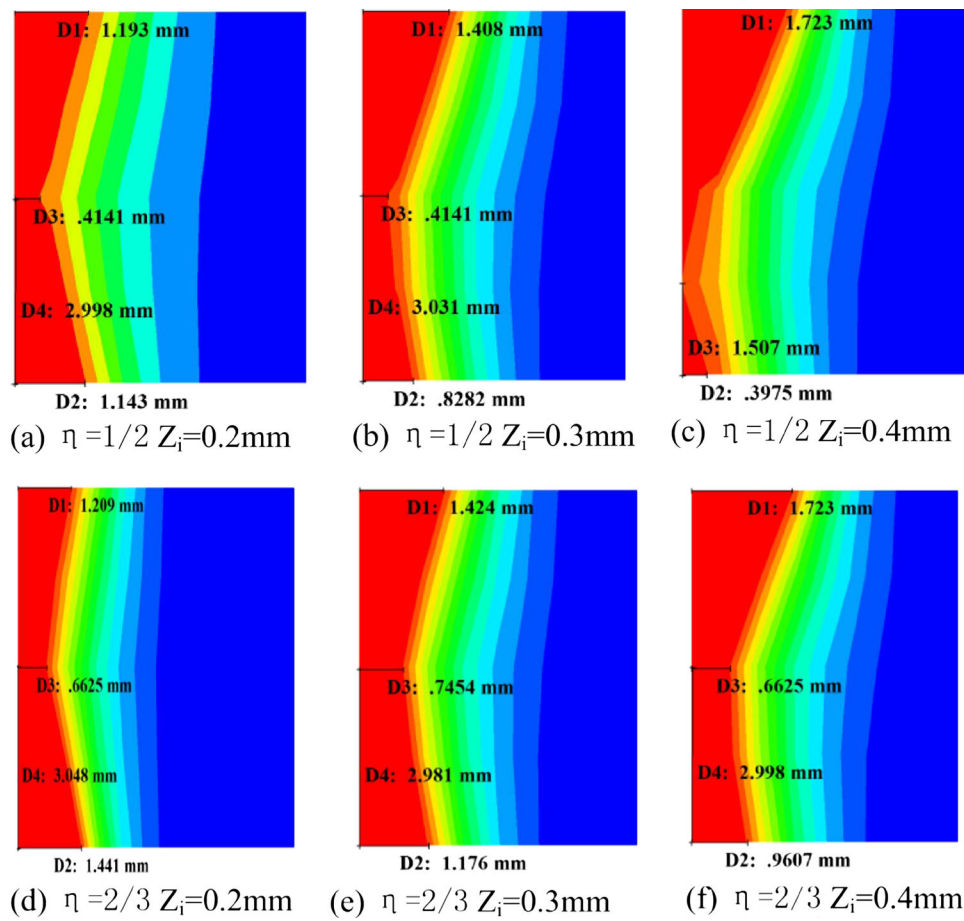 D1: 1.193 mm
D3: .4141 mm
D4: 2.998 mm
D2: 1.143 mm
(a) η=1/2 Zi=0.2mm
D1: 1.408 mm
D3: .4141 mm
D4: 3.031 mm
D2: .8282 mm
(b) η=1/2 Zi=0.3mm
D1: 1.723 mm
D3: 1.507 mm
D2: .3975 mm
(c) η=1/2 Zi=0.4mm
D1: 1.209 mm
D3: .6625 mm
D4: 3.048 mm
D2: 1.441 mm
(d) η=2/3 Zi=0.2mm
D1: 1.424 mm
D3: .7454 mm
D4: 2.981 mm
D2: 1.176 mm
(e) η=2/3 Zi=0.3mm
D1: 1.723 mm
D3: .6625 mm
D4: 2.998 mm
D2: .9607 mm
(f) η=2/3 Zi=0.4mm